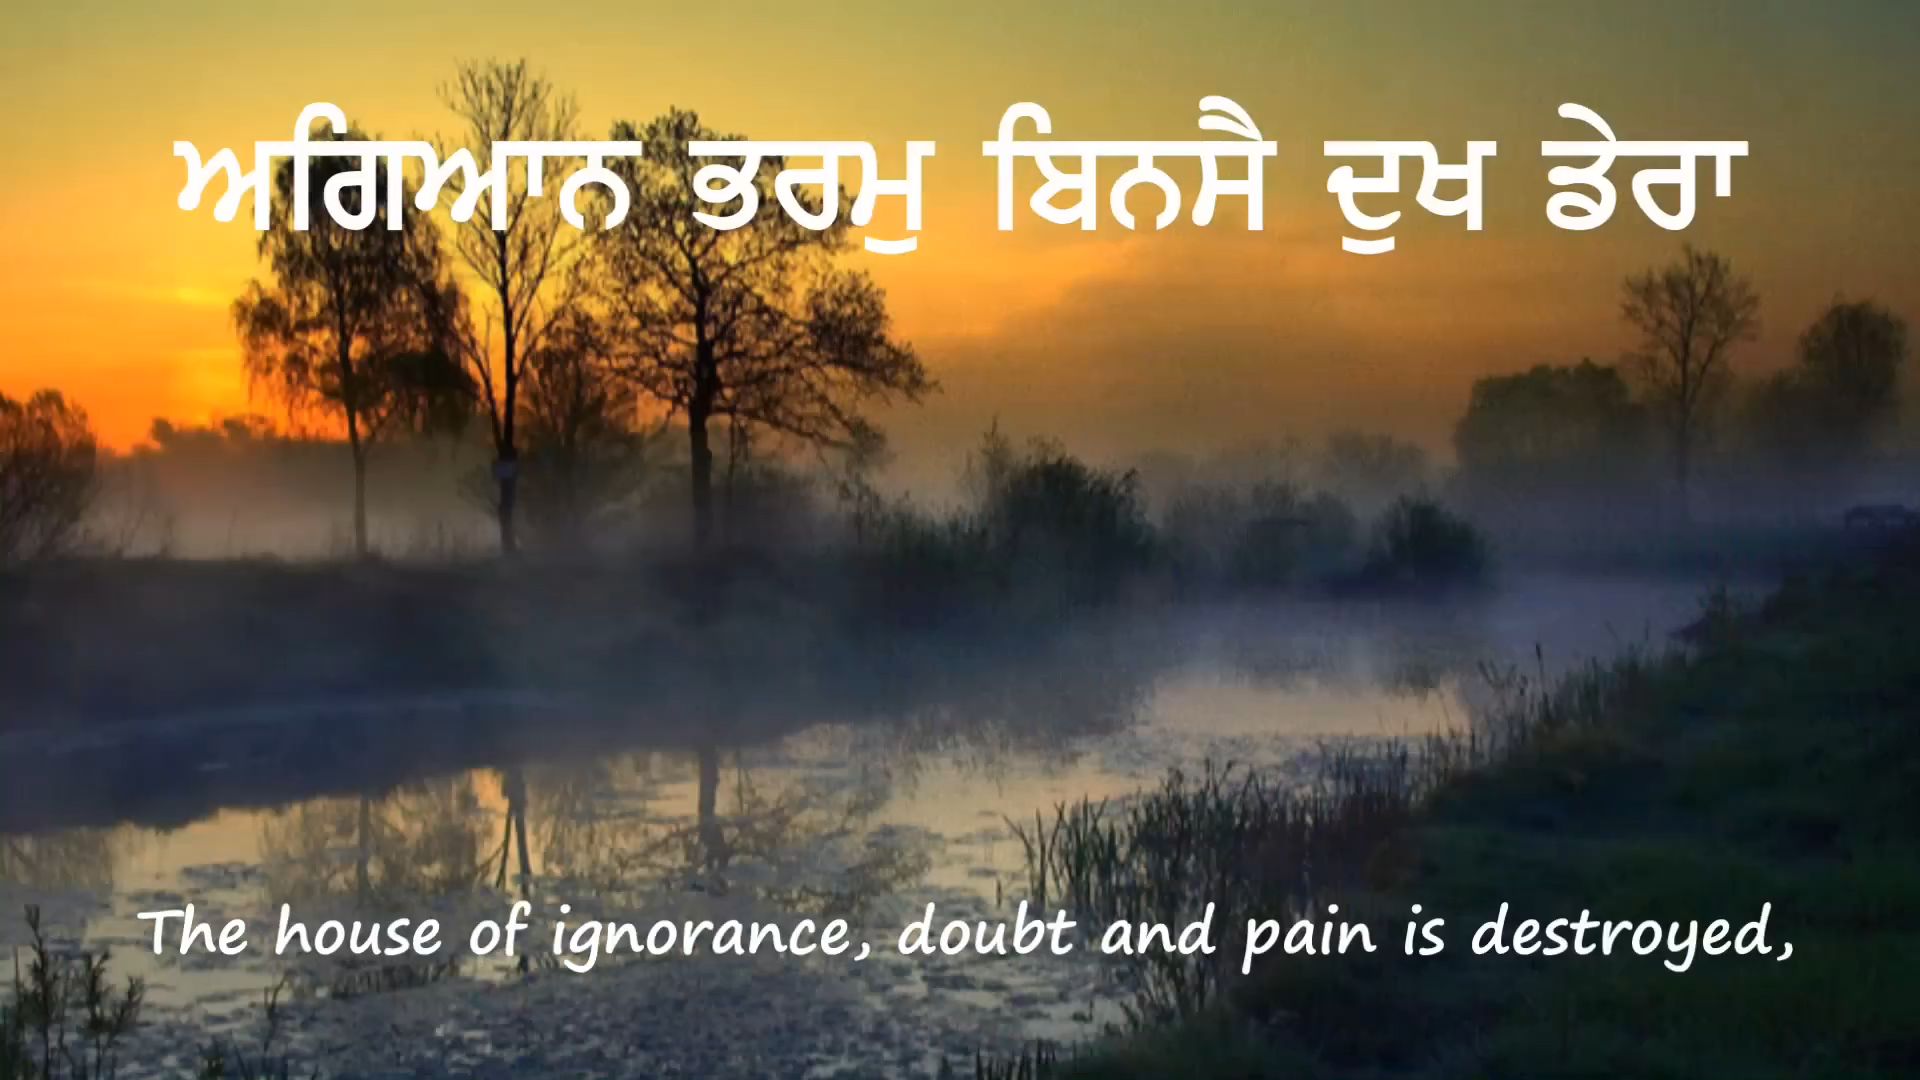 ਅਗਿਆਨ ਭਰਮੁ ਬਿਨਸੈ ਦੁਖ ਡੇਰਾ
The house of ignorance, doubt and pain is destroyed,